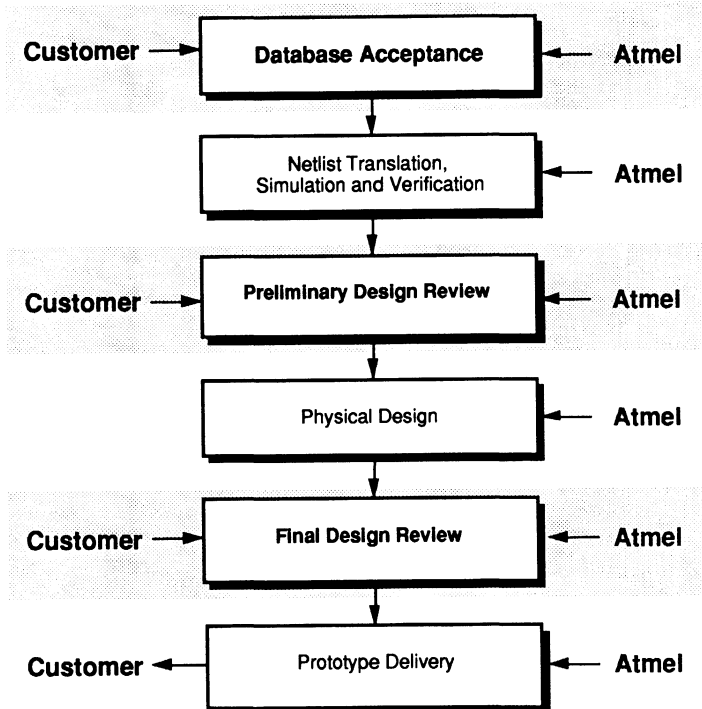 Customer
Database Acceptance
Atmel
Netlist Translation,
Simulation and Verification
Atmel
Customer
Preliminary Design Review
Atmel
Physical Design
Atmel
Customer
Final Design Review
Atmel
Customer
Prototype Delivery
Atmel